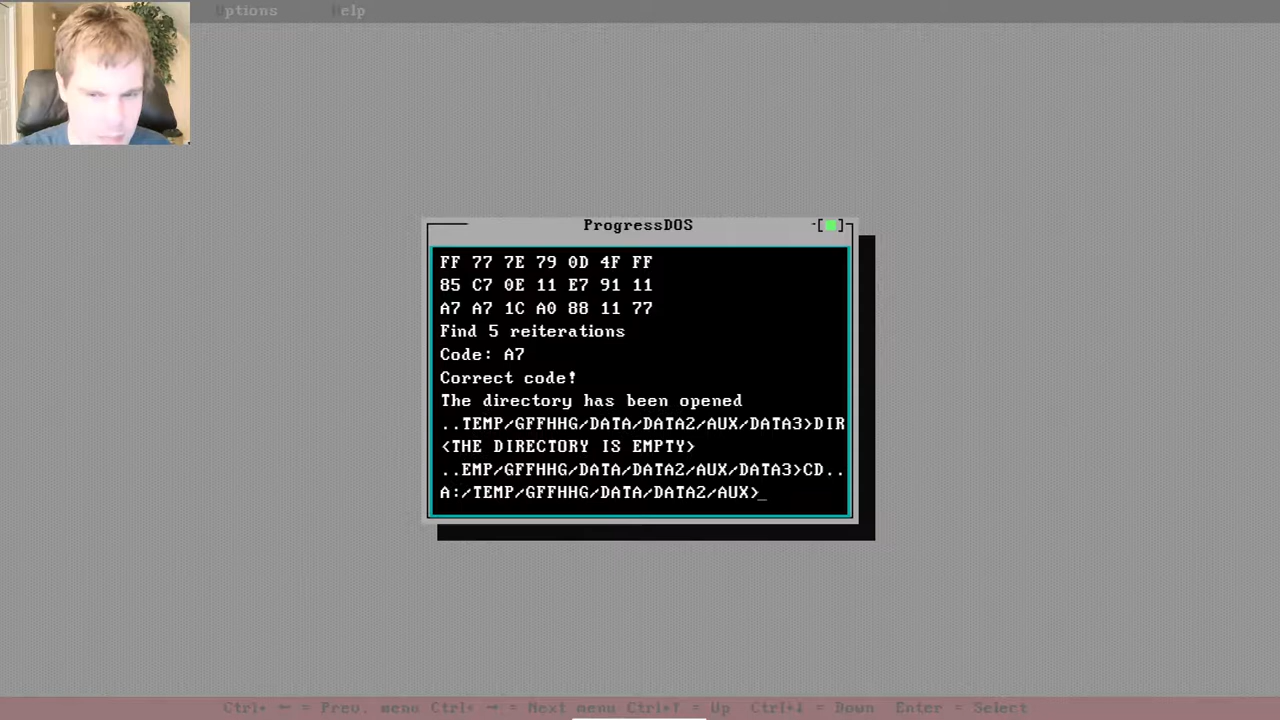 Options Help
ProgressDOS
FF 77 7E 79 0D 4F FF
85 C7 0E 11 E7 91 11
A7 A7 1C A0 88 11 77
Find 5 reiterations
Code: A7
Correct code!
The directory has been opened
..TEMP/GFFHHG/DATA/DATA2/AUX/DATA3>DIR
<THE DIRECTORY IS EMPTY>
..EMP/GFFHHG/DATA/DATA2/AUX/DATA3>CD..
A:/TEMP/GFFHHG/DATA/DATA2/AUX>_
Ctrl+ ← = Prev. menu Ctrl+ → = Next menu Ctrl+↑ = Up Ctrl+↓ = Down Enter = Select